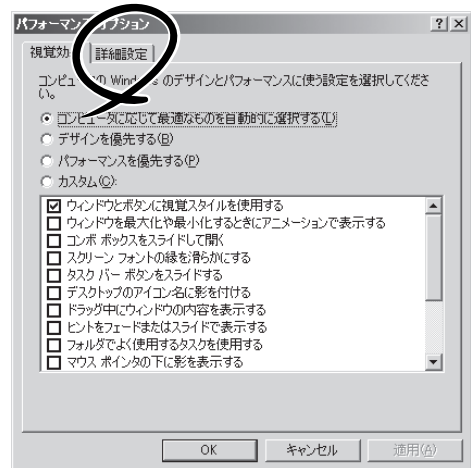 パフォーマンス オプション
視覚効 詳細設定
コンピュータの Windows のデザインとパフォーマンスに使う設定を選択してくださ
い。
コンピュータに応じて最適なものを自動的に選択する(L)
デザインを優先する(B)
パフォーマンスを優先する(P)
カスタム(C):
ウィンドウとボタンに視覚スタイルを使用する
ウィンドウを最大化や最小化するときにアニメーションで表示する
コンボ ボックスをスライドして開く
スクリーン フォントの縁を滑らかにする
タスク バー ボタンをスライドする
デスクトップのアイコン名に影を付ける
ドラッグ中にウィンドウの内容を表示する
ヒントをフェードまたはスライドで表示する
フォルダでよく使用するタスクを使用する
マウス ポインタの下に影を表示する
OK キャンセル 適用(A)